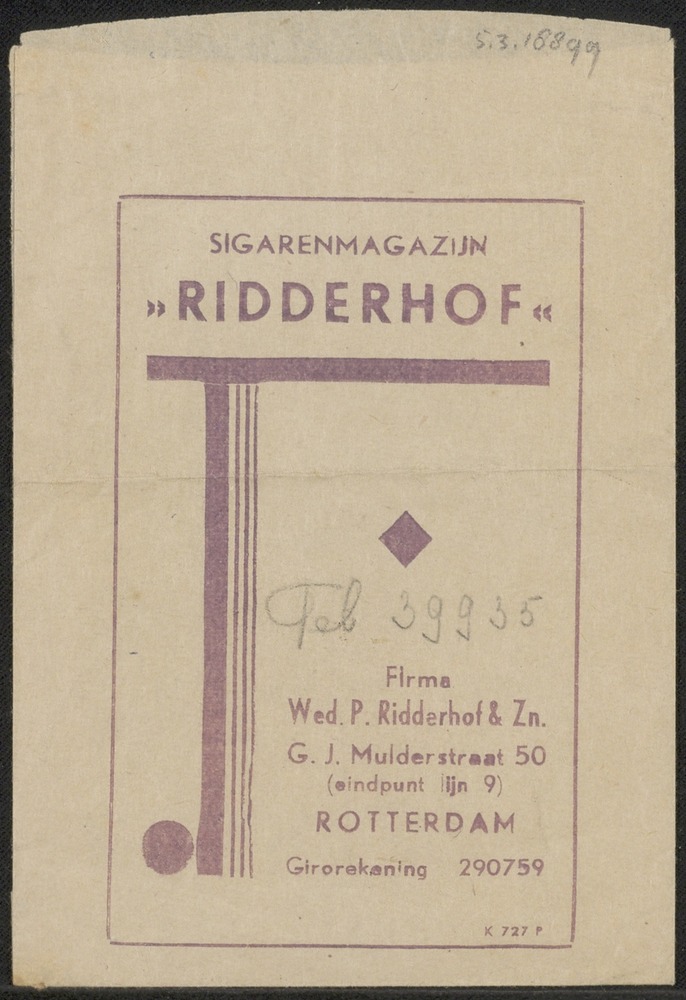 5.3.16899
SIGARENMAGAZIJN
»RIDDERHOF«
Tel 39935
Firma
Wed. P. Ridderhof & Zn.
G. J. Mulderstraat 50
(eindpunt lijn 9)
ROTTERDAM
Girorekening 290759
K 727 P